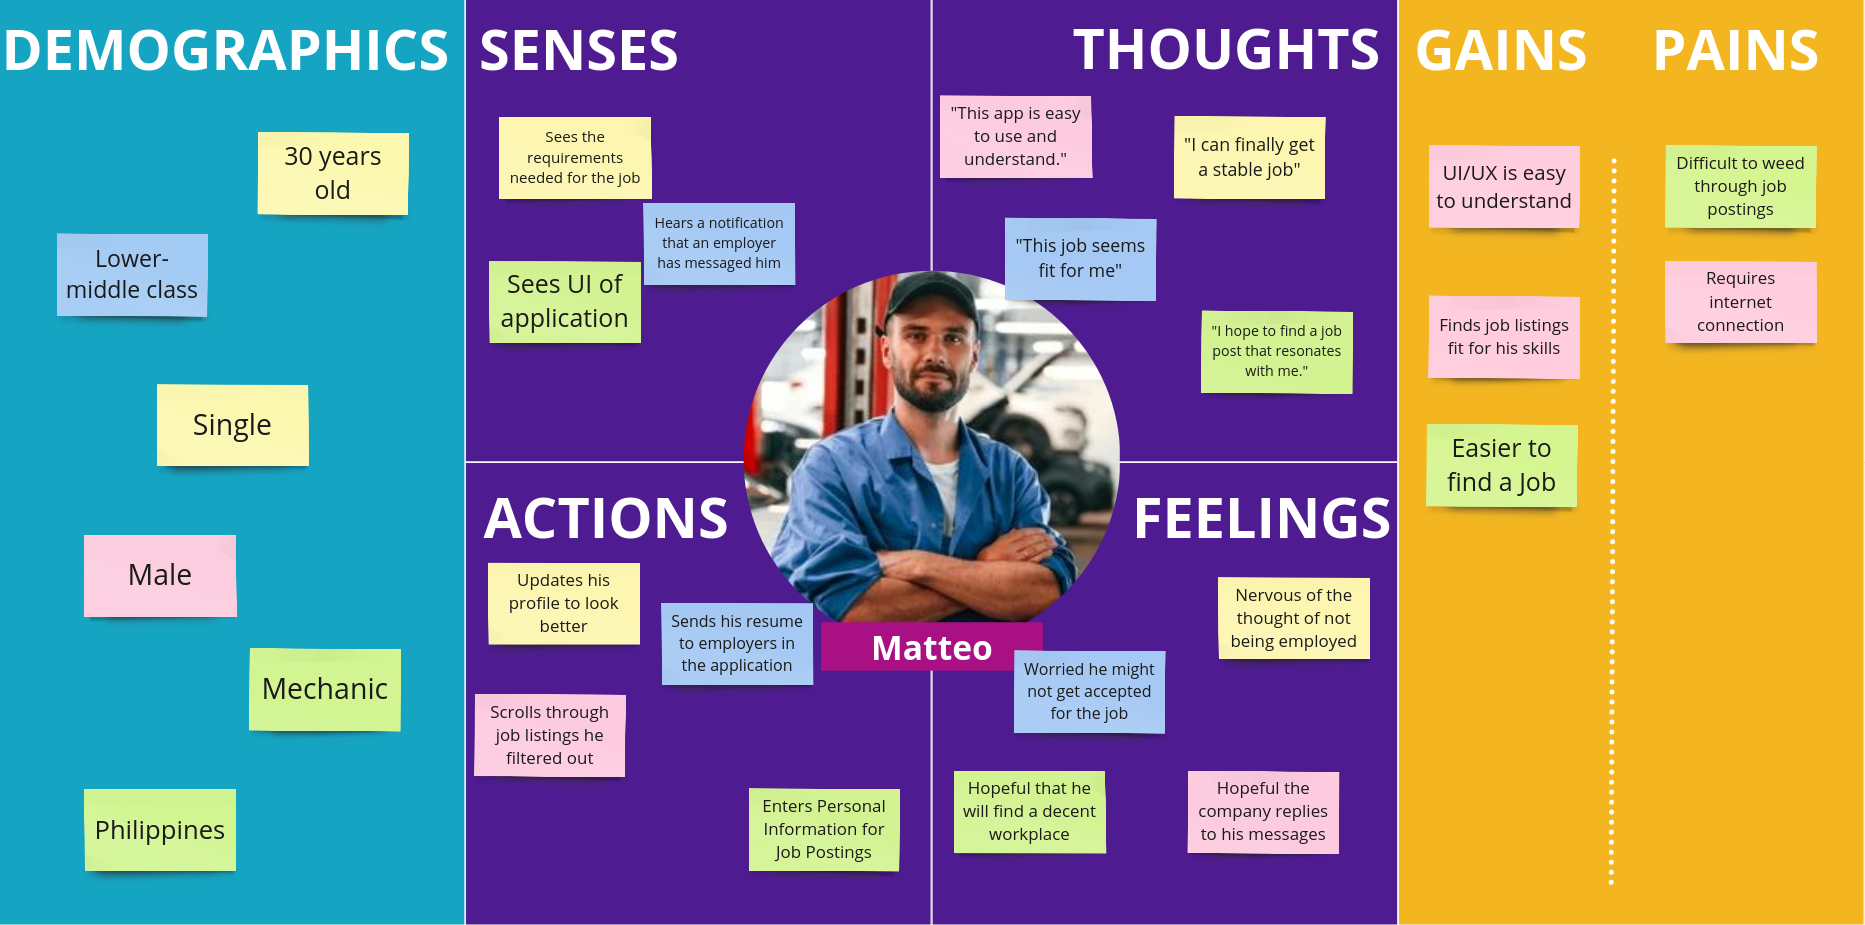 DEMOGRAPHICS
30 years
old
Lower-
middle class
Single
Male
Mechanic
Philippines
SENSES
Sees the
requirements
needed for the job
Hears a notification
that an employer
has messaged him
Sees UI of
application
THOUGHTS
"This app is easy
to use and
understand."
"I can finally get
a stable job"
"This job seems
fit for me"
"I hope to find a job
post that resonates
with me."
ACTIONS
Updates his
profile to look
better
Sends his resume
to employers in
the application
Scrolls through
job listings he
filtered out
Enters Personal
Information for
Job Postings
Matteo
FEELINGS
Nervous of the
thought of not
being employed
Worried he might
not get accepted
for the job
Hopeful that he
will find a decent
workplace
Hopeful the
company replies
to his messages
GAINS
UI/UX is easy
to understand
Finds job listings
fit for his skills
Easier to
find a Job
PAINS
Difficult to weed
through job
postings
Requires
internet
connection